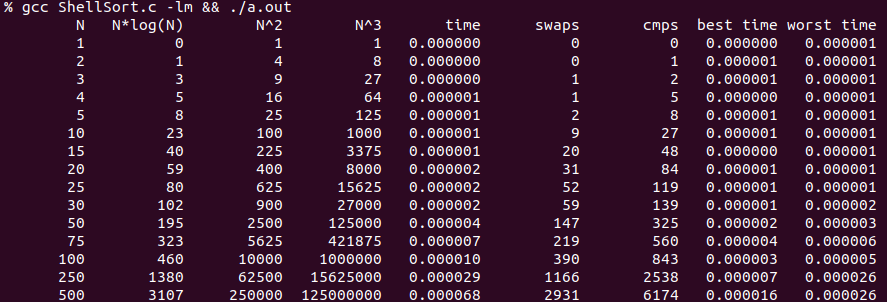 % gcc ShellSort.c -lm && ./a.out
N N*log(N) N^2 N^3 time swaps cmps best time worst time
1 0 1 1 0.000000 0 0 0.000000 0.000001
2 1 4 8 0.000000 0 1 0.000001 0.000001
3 3 9 27 0.000000 1 2 0.000001 0.000001
4 5 16 64 0.000001 1 5 0.000000 0.000001
5 8 25 125 0.000001 2 8 0.000001 0.000001
10 23 100 1000 0.000001 9 27 0.000001 0.000001
15 40 225 3375 0.000001 20 48 0.000000 0.000001
20 59 400 8000 0.000002 31 84 0.000001 0.000001
25 80 625 15625 0.000002 52 119 0.000001 0.000001
30 102 900 27000 0.000002 59 139 0.000001 0.000002
50 195 2500 125000 0.000004 147 325 0.000002 0.000003
75 323 5625 421875 0.000007 219 560 0.000004 0.000006
100 460 10000 1000000 0.000010 390 843 0.000003 0.000005
250 1380 62500 15625000 0.000029 1166 2538 0.000007 0.000026
500 3107 250000 125000000 0.000068 2931 6174 0.000016 0.000026